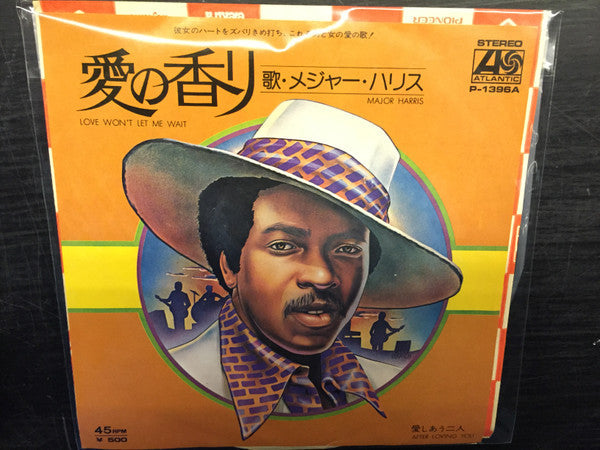 PIONEER
彼女のハートをズバリきめ打ち、これ
女の愛の歌!
愛の香り
歌・メジャー・ハリス
LOVE WON'T LET ME WAIT
MAJOR HARRIS
STEREO
ATLANTIC
P-1396A
45RPM
¥ 500
愛しあう二人
AFTER LOVING YOU